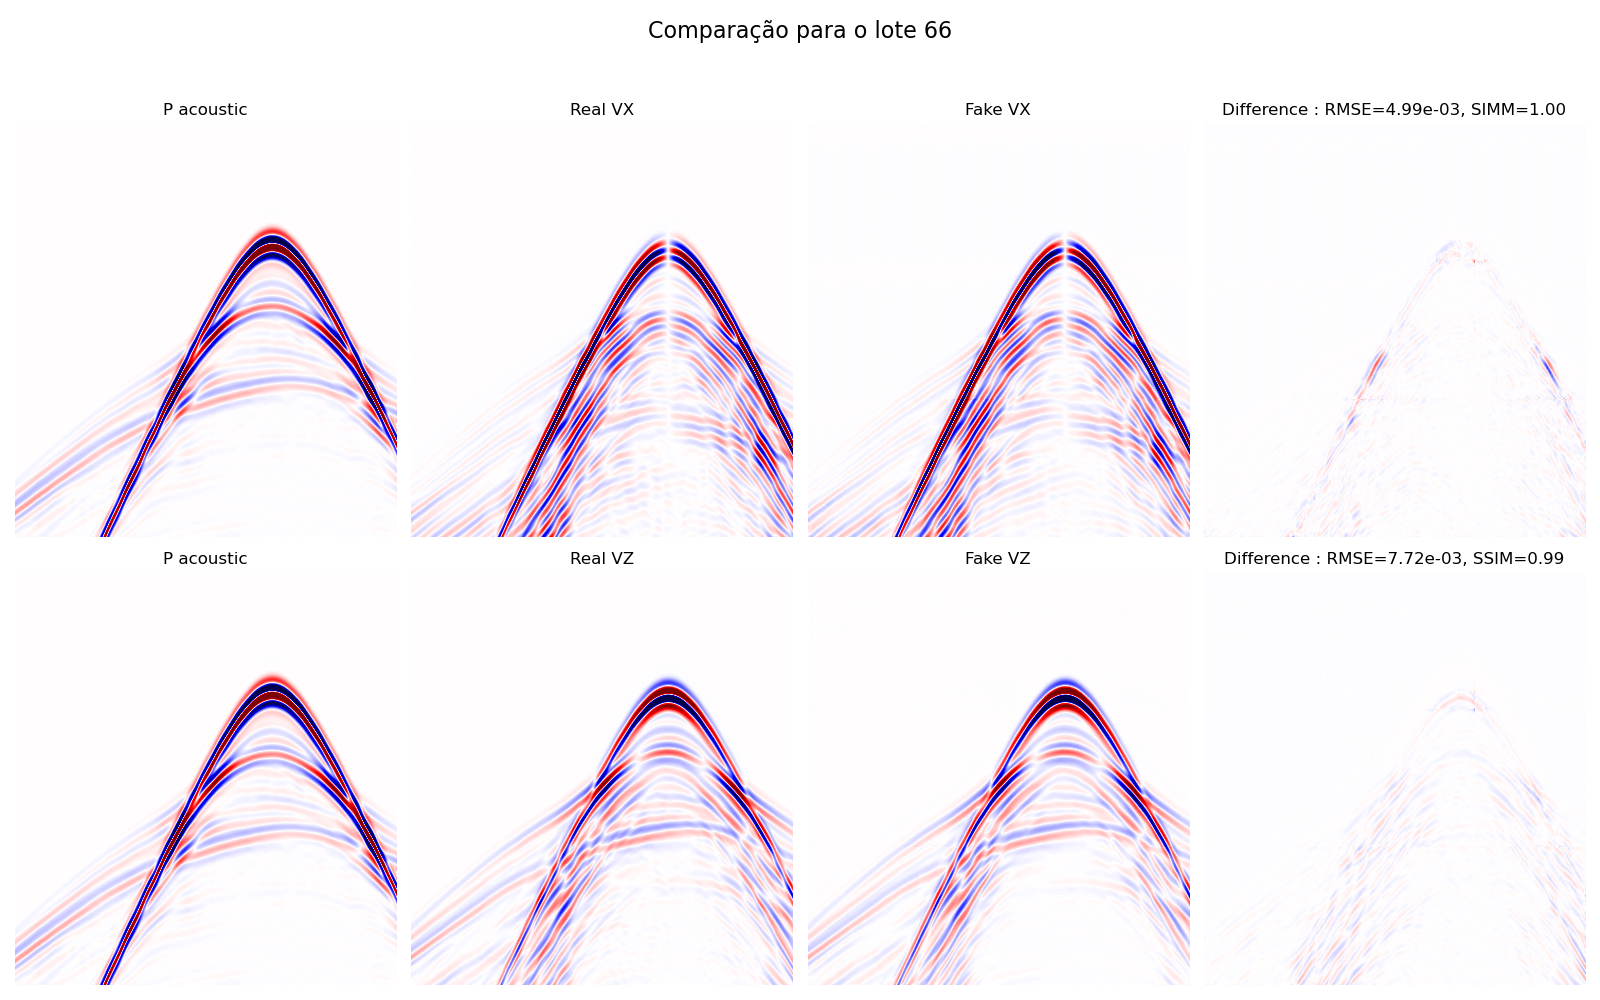 Comparação para o lote 66
P acoustic
Real VX
Fake VX
Difference : RMSE=4.99e-03, SIMM=1.00
P acoustic
Real VZ
Fake VZ
Difference : RMSE=7.72e-03, SSIM=0.99